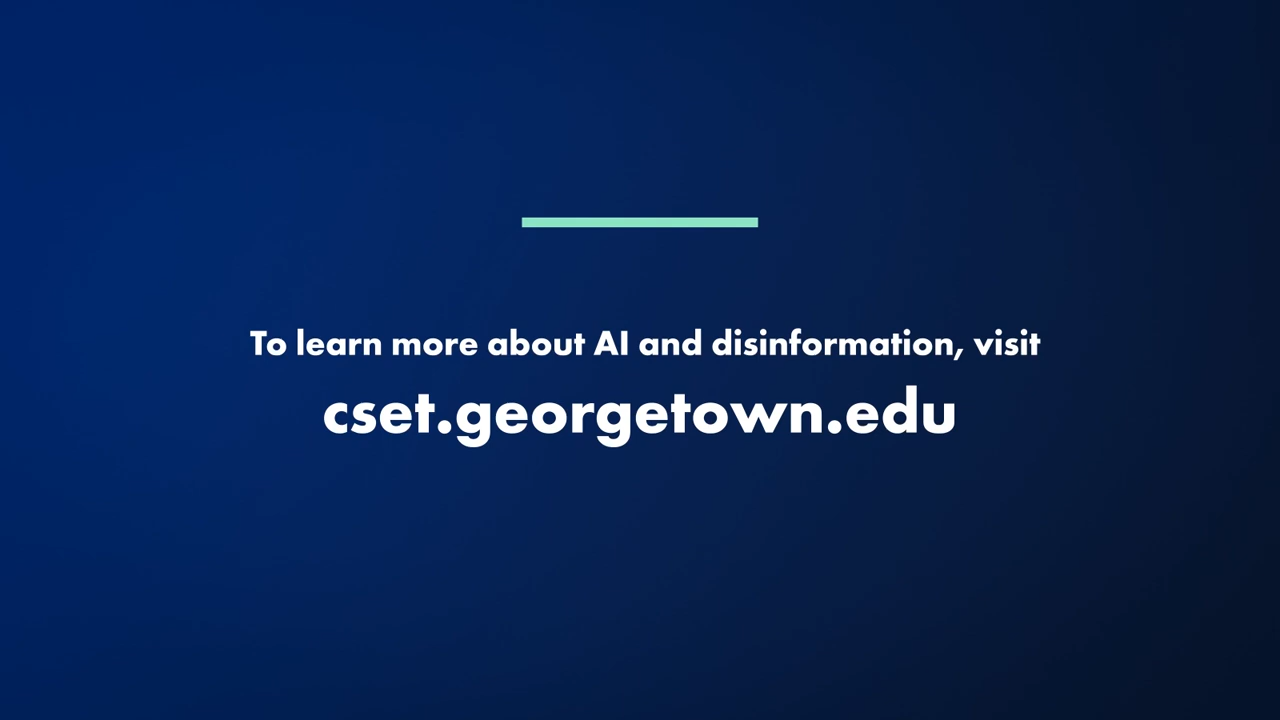 To learn more about AI and disinformation, visit
cset.georgetown.edu